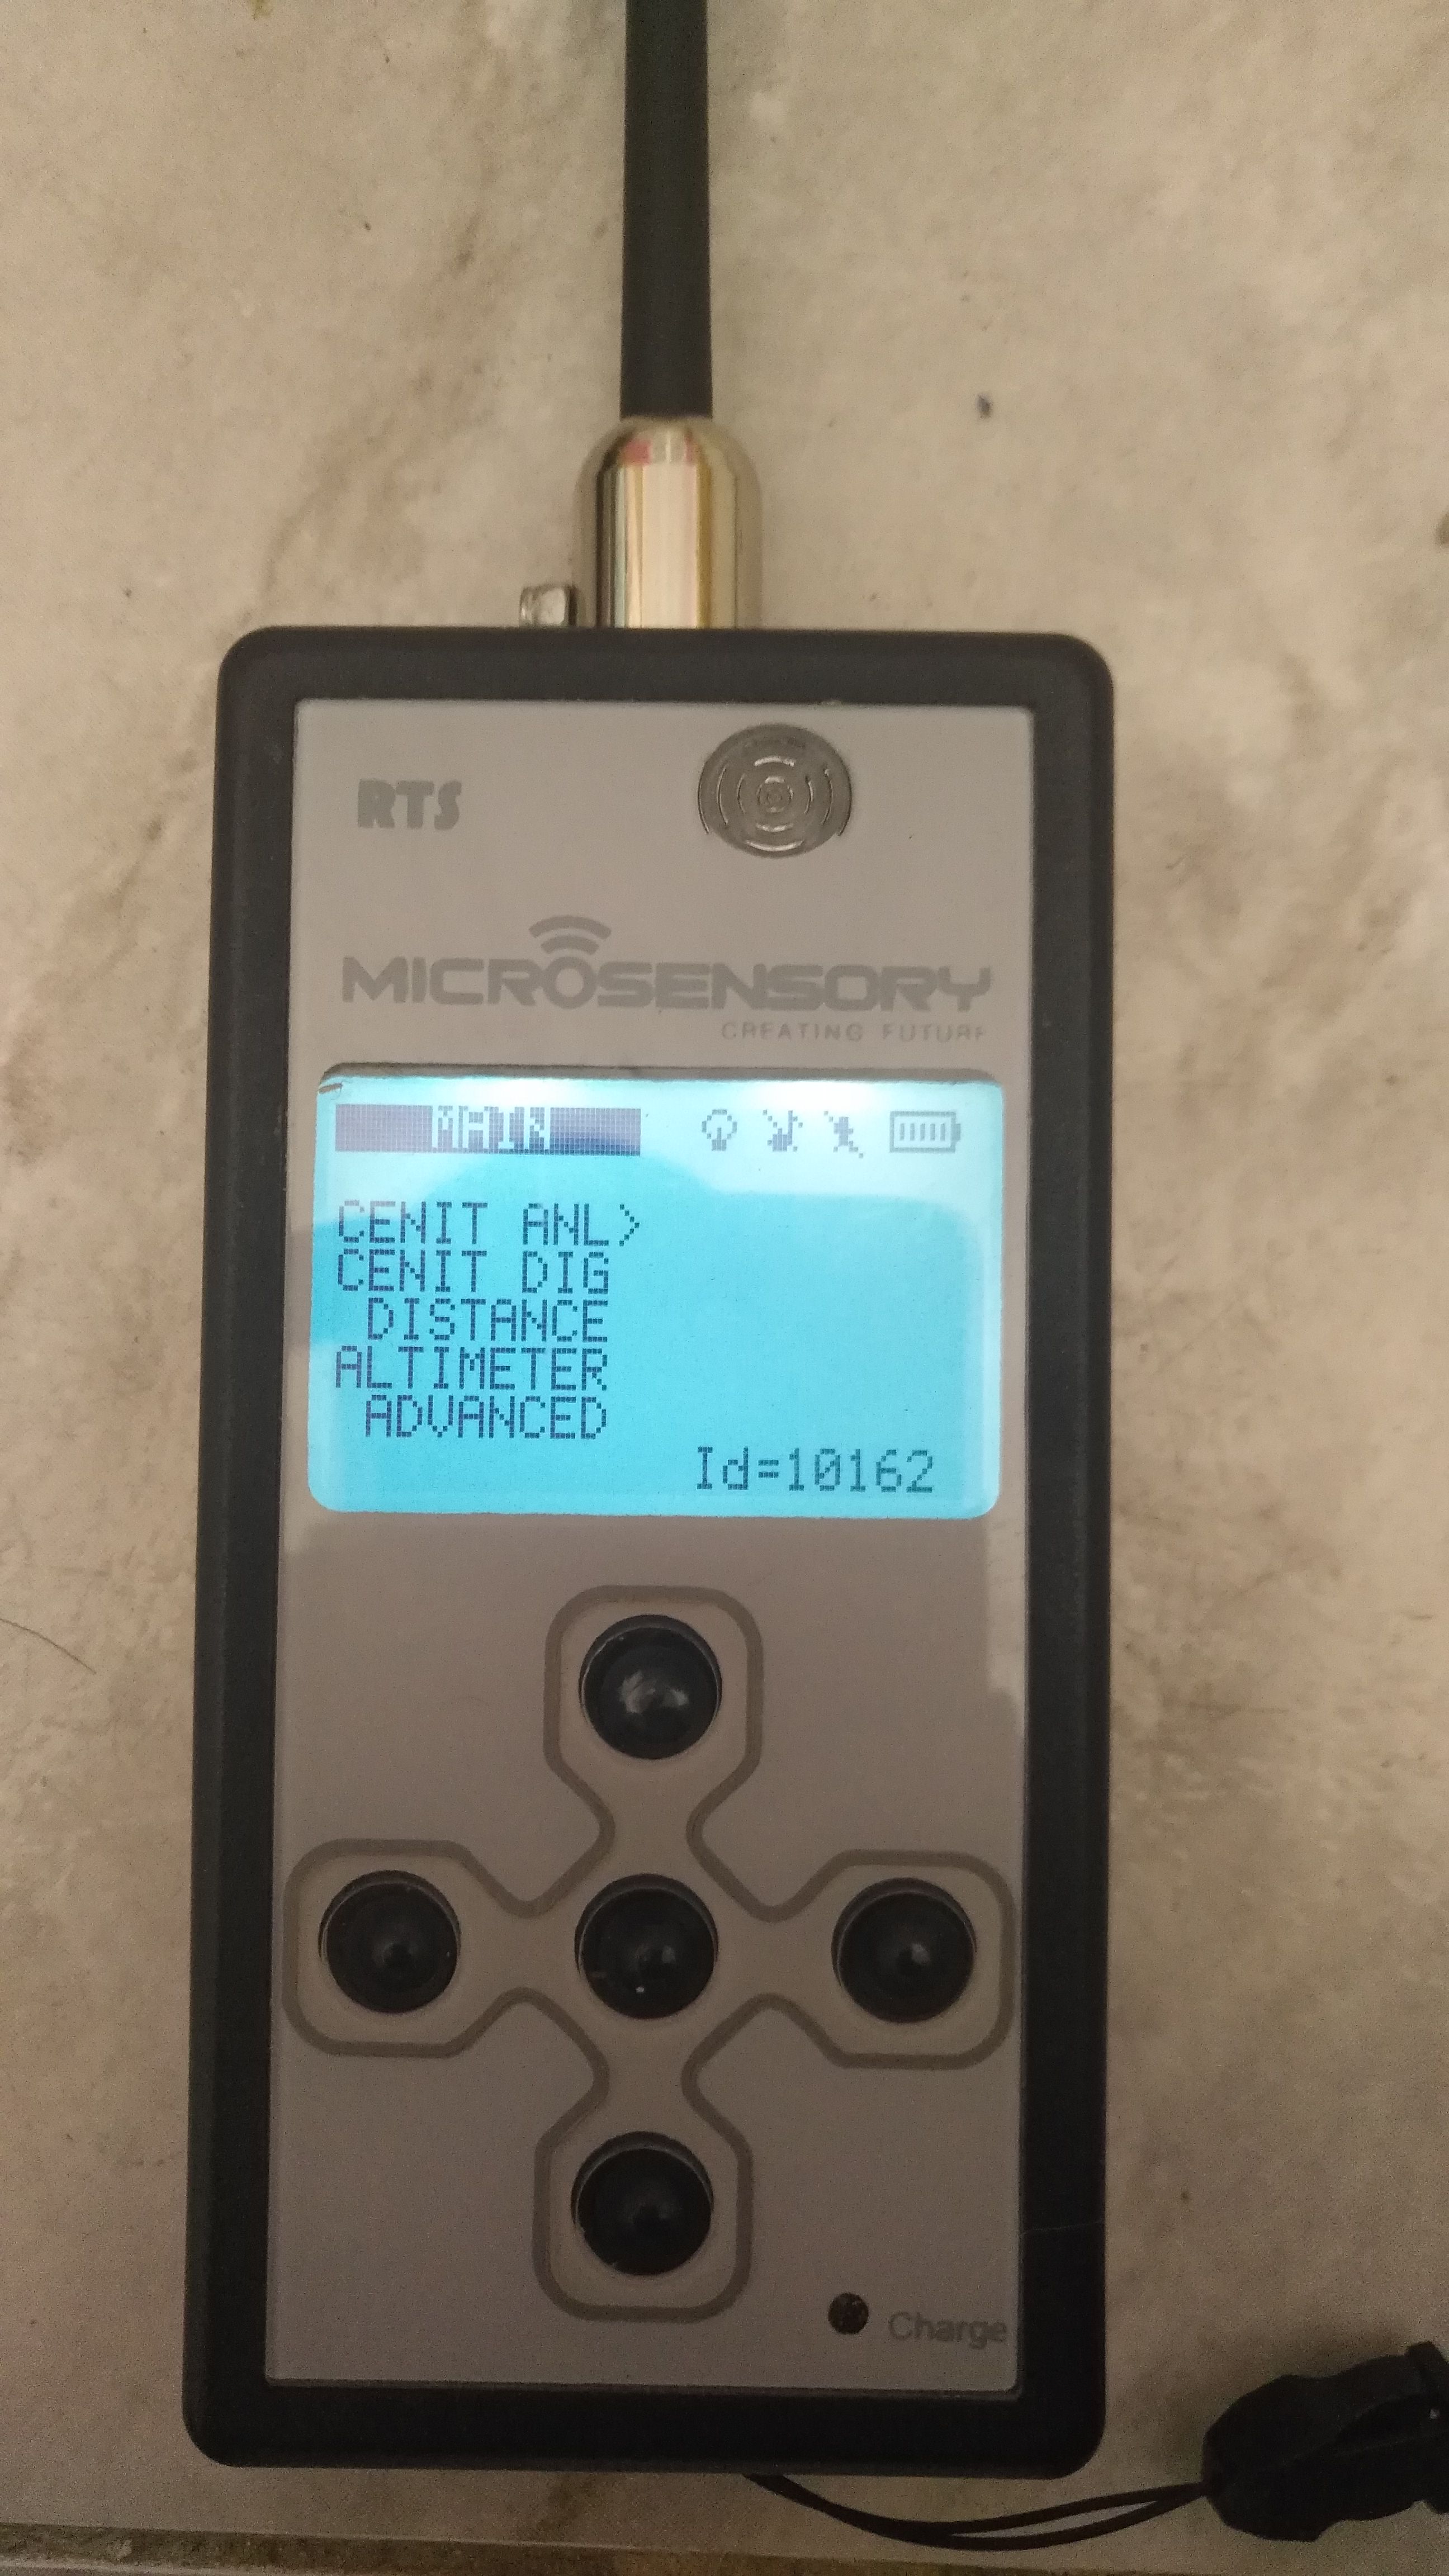 RTS
MICROSENSORY
CREATING FUTURE
MAIN
CENIT ANL>
CENIT DIG
DISTANCE
ALTIMETER
ADVANCED
Id=10162
Charge